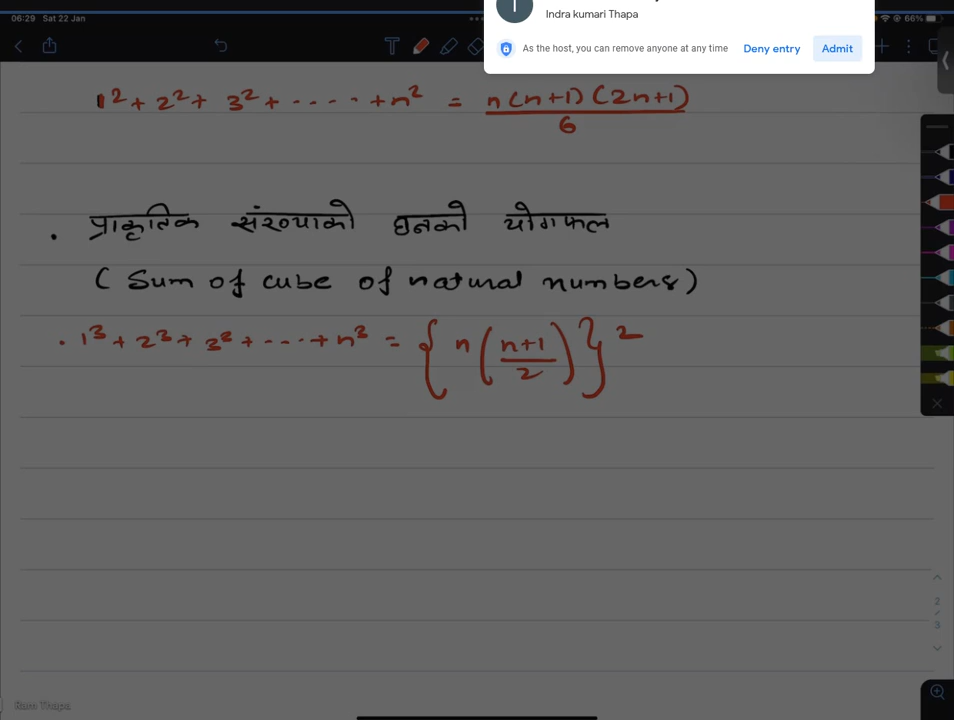 06:29 Sat 22 Jan
66%
Indra kumari Thapa
As the host, you can remove anyone at any time
Deny entry
Admit
1² + 2² + 3² + ..... + n² = n(n+1)(2n+1)/6
. प्राकृतिक संख्याको घनको योगफल
(Sum of cube of natural numbers)
. 1³ + 2³ + 3³ + ....+ n³ = {n((n+1)/2)}²
2
/
3
Ram Thapa